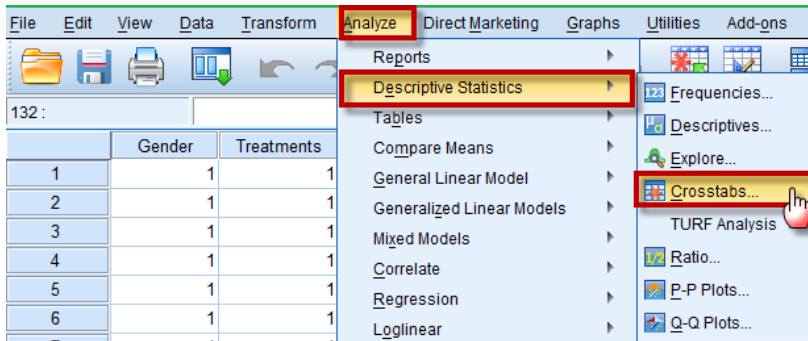 File Edit View Data Transform Analyze Direct Marketing Graphs Utilities Add-ons
132 :
Gender Treatments
1 1 1
2 1 1
3 1 1
4 1 1
5 1 1
6 1 1
Reports
Descriptive Statistics
Tables
Compare Means
General Linear Model
Generalized Linear Models
Mixed Models
Correlate
Regression
Loglinear
123 Frequencies...
Descriptives...
Explore...
Crosstabs...
TURF Analysis
1/2 Ratio...
P-P Plots...
Q-Q Plots...